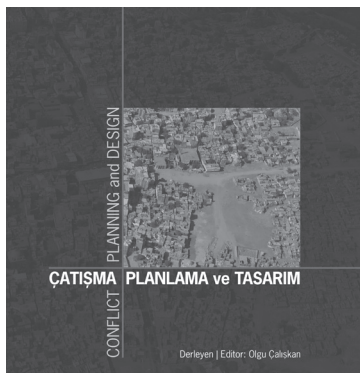 CONFLICT PLANNING and DESIGN
ÇATIŞMA PLANLAMA ve TASARIM
Derleyen | Editor: Olgu Çalışkan